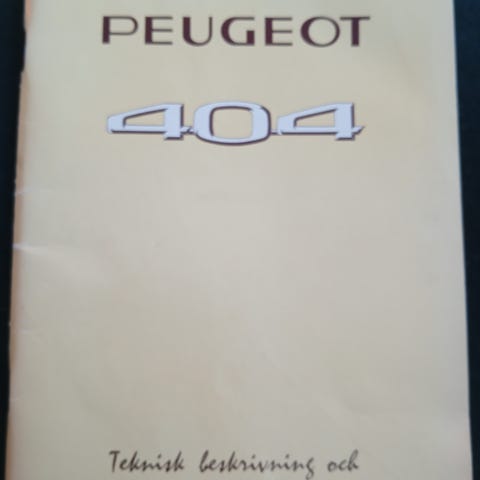 PEUGEOT
404
Teknisk beskrivning och